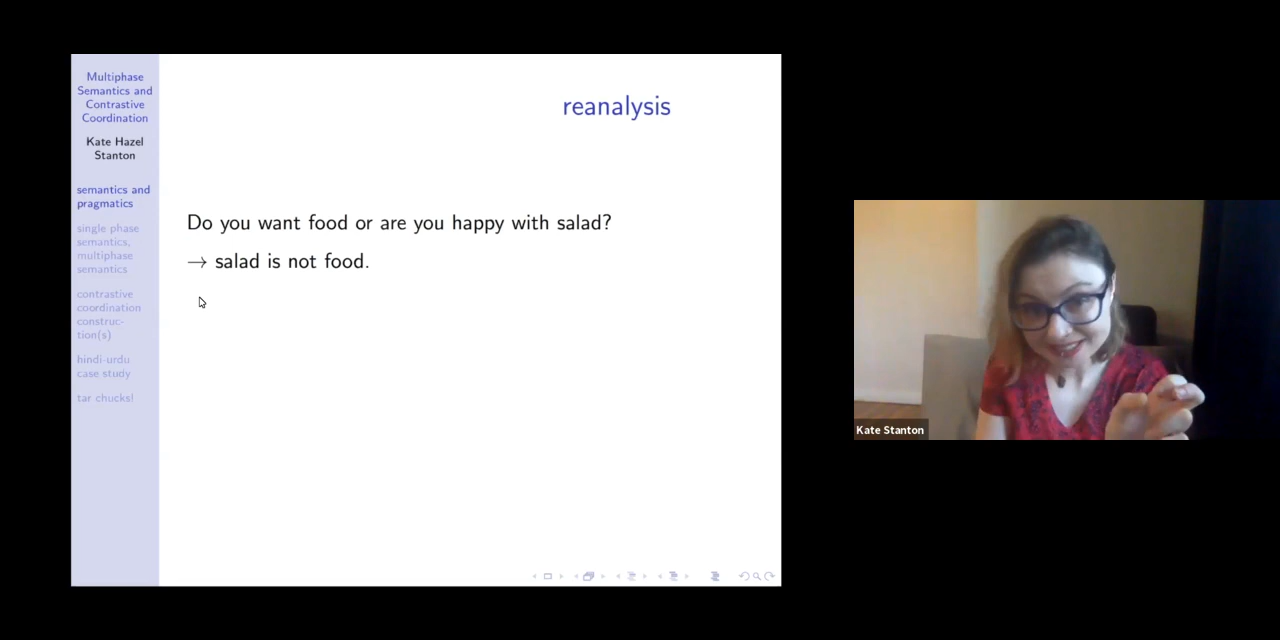 Multiphase
Semantics and
Contrastive
Coordination
Kate Hazel
Stanton
semantics and
pragmatics
single phase
semantics,
multiphase
semantics
contrastive
coordination
construc-
tion(s)
hindi-urdu
case study
tar chucks!
reanalysis
Do you want food or are you happy with salad?
→ salad is not food.
Kate Stanton